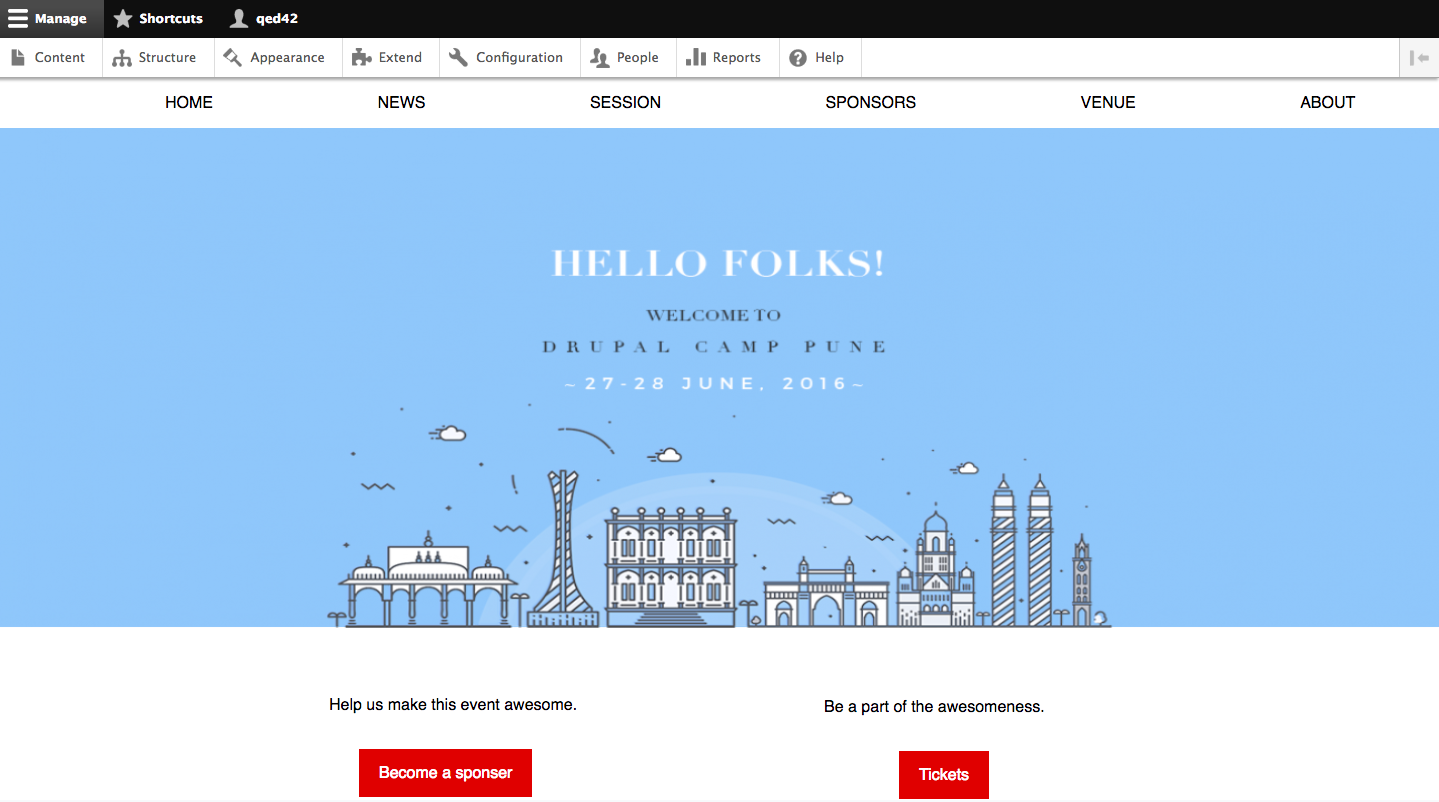 Manage Shortcuts qed42
Content Structure Appearance Extend Configuration People Reports Help
HOME NEWS SESSION SPONSORS VENUE ABOUT
HELLO FOLKS!
WELCOME TO
DRUPAL CAMP PUNE
~27-28 JUNE, 2016~
Help us make this event awesome.
Be a part of the awesomeness.
Become a sponser
Tickets